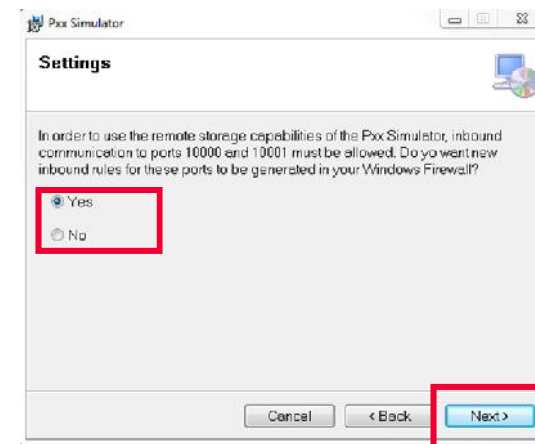 Pxx Simulator
Settings
In order to use the remote storage capabilities of the Pxx Simulator, inbound
communication to ports 10000 and 10001 must be allowed. Do yo want new
inbound rules for these ports to be generated in your Windows Firewall?
Yes
No
Cancel < Back Next >